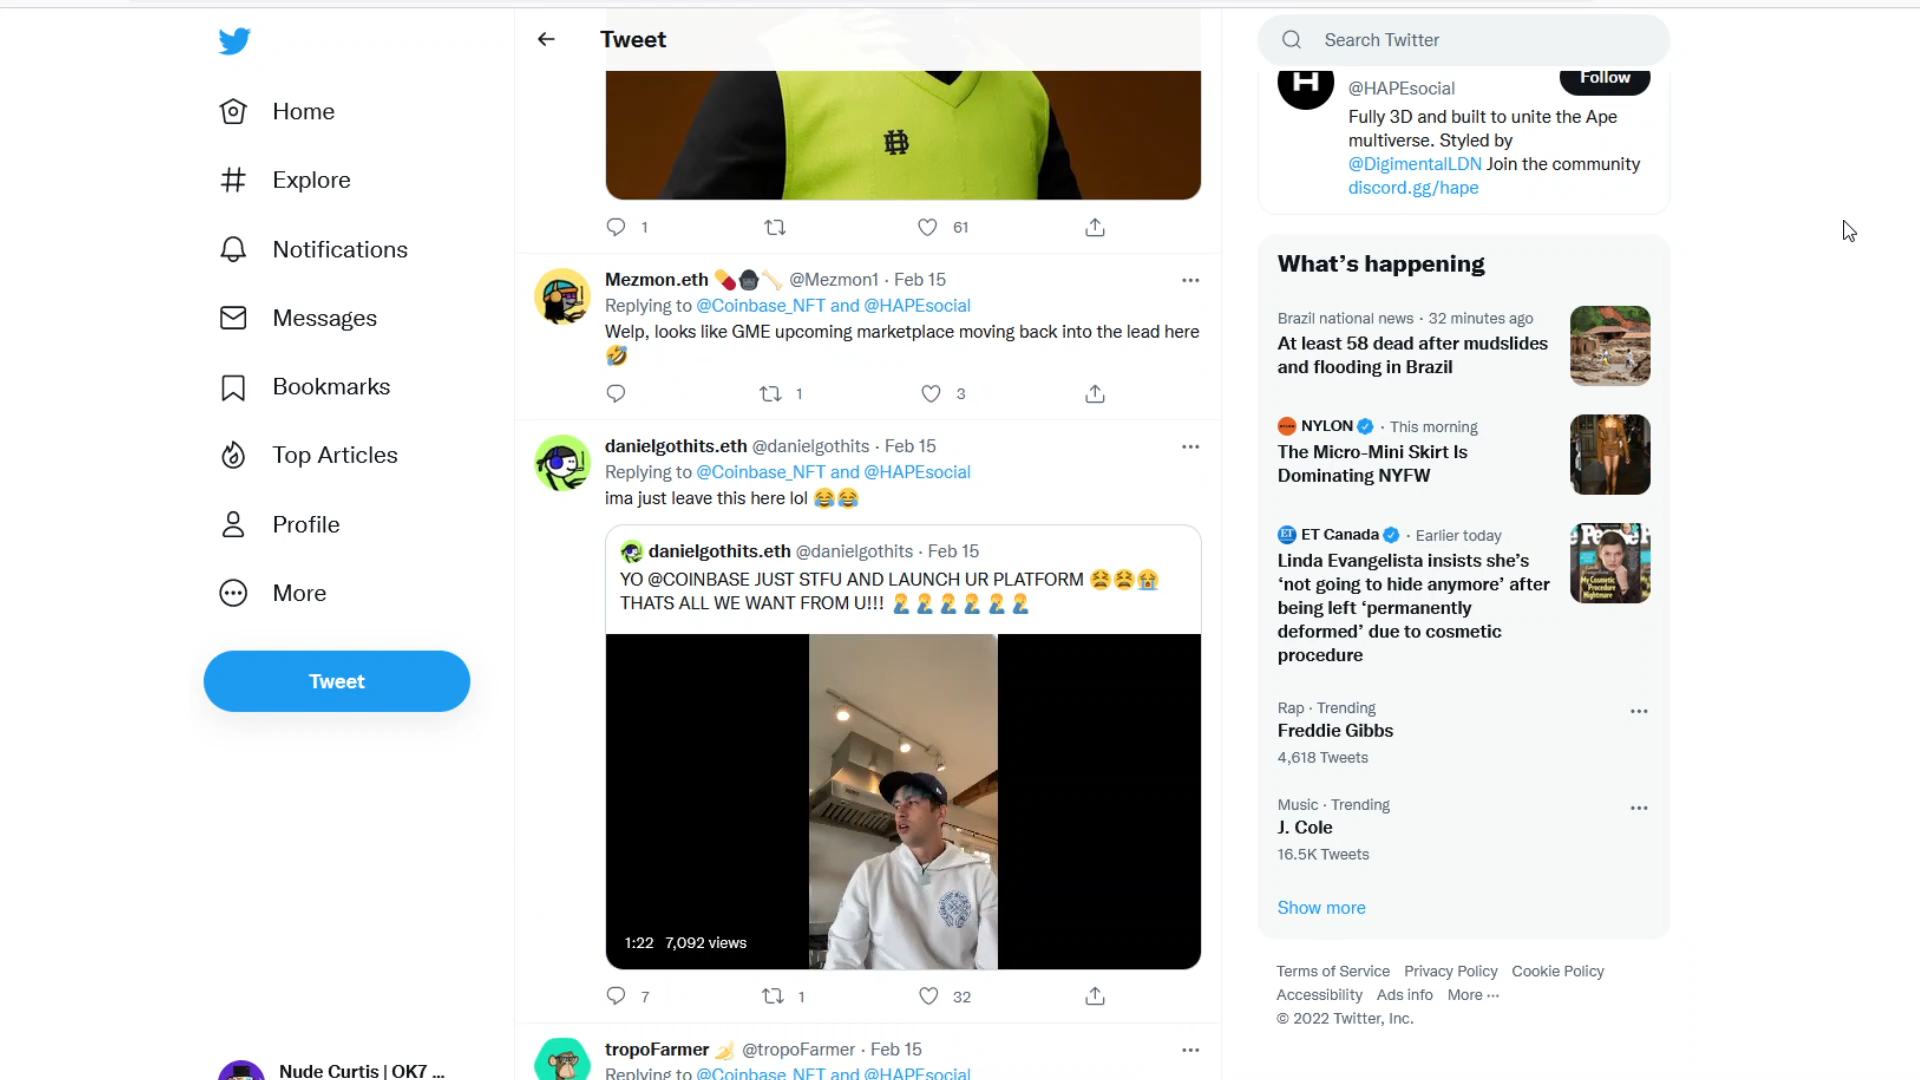 Home
Explore
Notifications
Messages
Bookmarks
Top Articles
Profile
More
Tweet
Nude Curtis | OK7 ...
Tweet
1 61
Mezmon.eth @Mezmon1 · Feb 15
Replying to @Coinbase_NFT and @HAPEsocial
Welp, looks like GME upcoming marketplace moving back into the lead here
🤣
1 3
danielgothits.eth @danielgothits · Feb 15
Replying to @Coinbase_NFT and @HAPEsocial
ima just leave this here lol 😂😂
danielgothits.eth @danielgothits · Feb 15
YO @COINBASE JUST STFU AND LAUNCH UR PLATFORM 😫😫😭
THATS ALL WE WANT FROM U!!! 🤦‍♂️🤦‍♂️🤦‍♂️🤦‍♂️🤦‍♂️🤦‍♂️
1:22 7,092 views
7 1 32
tropoFarmer @tropoFarmer · Feb 15
Replying to @Coinbase_NFT and @HAPEsocial
Search Twitter
H
@HAPEsocial
Follow
Fully 3D and built to unite the Ape
multiverse. Styled by
@DigimentalLDN Join the community
discord.gg/hape
What's happening
Brazil national news · 32 minutes ago
At least 58 dead after mudslides
and flooding in Brazil
NYLON · This morning
The Micro-Mini Skirt Is
Dominating NYFW
ET
ET Canada · Earlier today
Linda Evangelista insists she's
'not going to hide anymore' after
being left 'permanently
deformed' due to cosmetic
procedure
People
My Cosmetic
Procedure
Nightmare
Rap · Trending
Freddie Gibbs
4,618 Tweets
Music · Trending
J. Cole
16.5K Tweets
Show more
Terms of Service Privacy Policy Cookie Policy
Accessibility Ads info More ···
© 2022 Twitter, Inc.